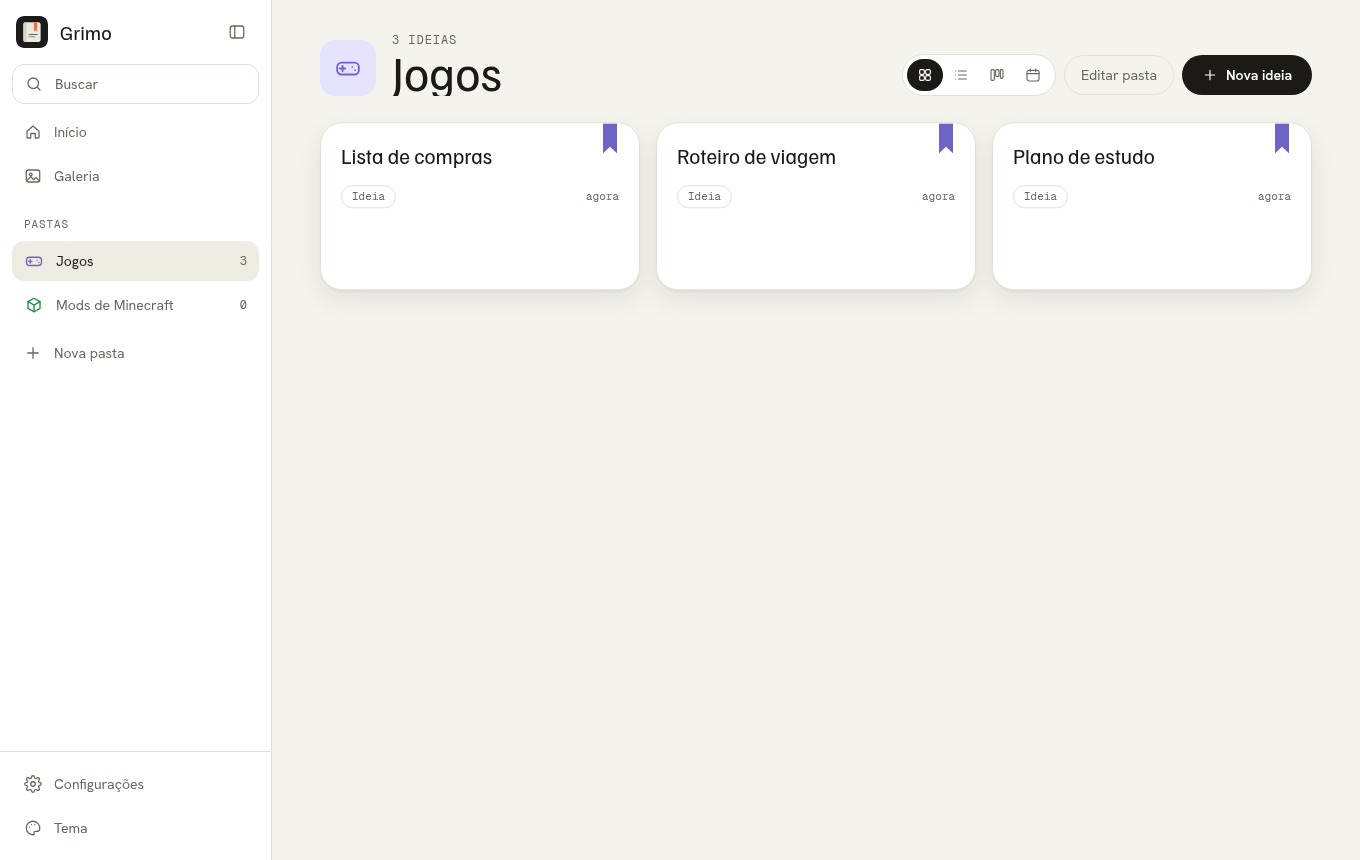 Grimo
Buscar
Início
Galeria
PASTAS
Jogos 3
Mods de Minecraft 0
Nova pasta
Configurações
Tema
3 IDEIAS
Jogos
Editar pasta
Nova ideia
Lista de compras
Ideia agora
Roteiro de viagem
Ideia agora
Plano de estudo
Ideia agora